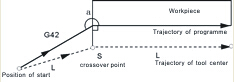 α
Workpiece
G42
Trajectory of programme
S
crossover point
L
L
Trajectory of tool center
Position of start